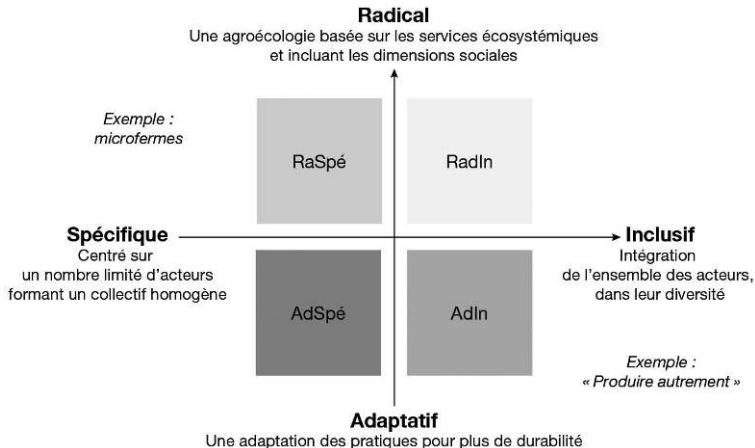 Radical
Une agroécologie basée sur les services écosystémiques
et incluant les dimensions sociales
Exemple :
microfermes
RaSpé
RadIn
Spécifique
Centré sur
un nombre limité d’acteurs
formant un collectif homogène
Inclusif
Intégration
de l’ensemble des acteurs,
dans leur diversité
AdSpé
AdIn
Exemple :
« Produire autrement »
Adaptatif
Une adaptation des pratiques pour plus de durabilité